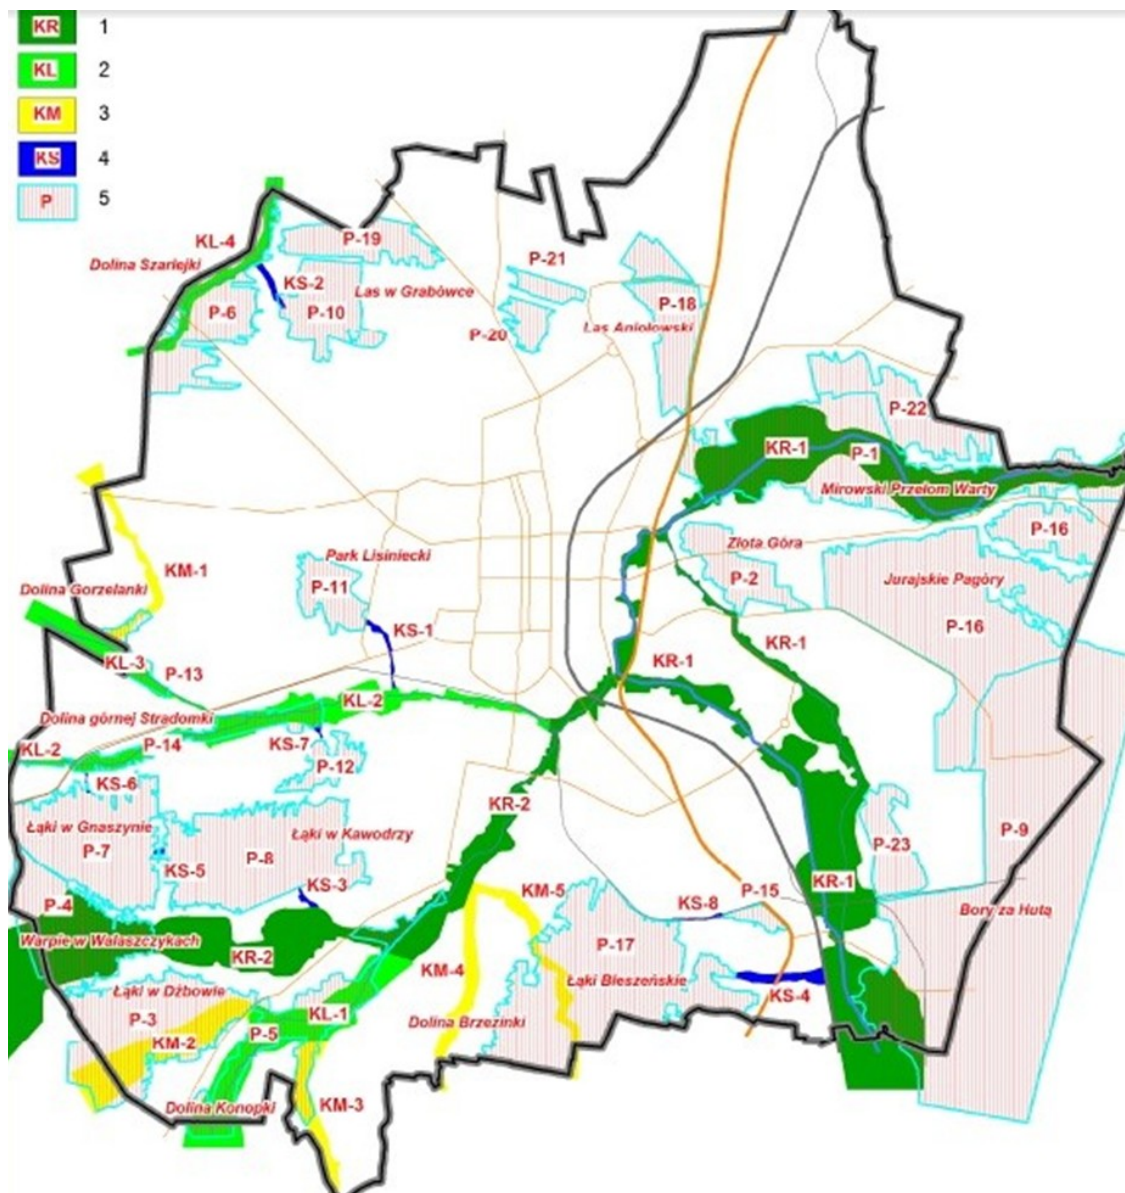 KR 1
KL 2
KM 3
KS 4
P 5
KL-4
P-19
Dolina Szarlejki
P-21
KS-2
Las w Grabówce
P-6
P-10
P-18
P-20
Las Aniołowski
P-22
KR-1
P-1
Mirowski Przełom Warty
P-16
Park Lisiniecki
Złota Góra
KM-1
P-11
P-2
Jurajskie Pagóry
Dolina Gorzelanki
P-16
KS-1
KR-1
KL-3
P-13
KR-1
KL-2
Dolina górnej Stradomki
KL-2
P-14
KS-7
P-12
KS-6
KR-2
Łąki w Gnaszynie
Łąki w Kawodrzy
P-9
P-7
P-8
P-23
KS-5
KS-3
KM-5
P-15
KR-1
P-4
KS-8
Bory za Hutą
Warpie w Wałaszczykach
P-17
KR-2
KM-4
Łąki Błeszeńskie
Łąki w Dźbowie
KS-4
P-3
KL-1
Dolina Brzezinki
P-5
KM-2
Dolina Konopki
KM-3